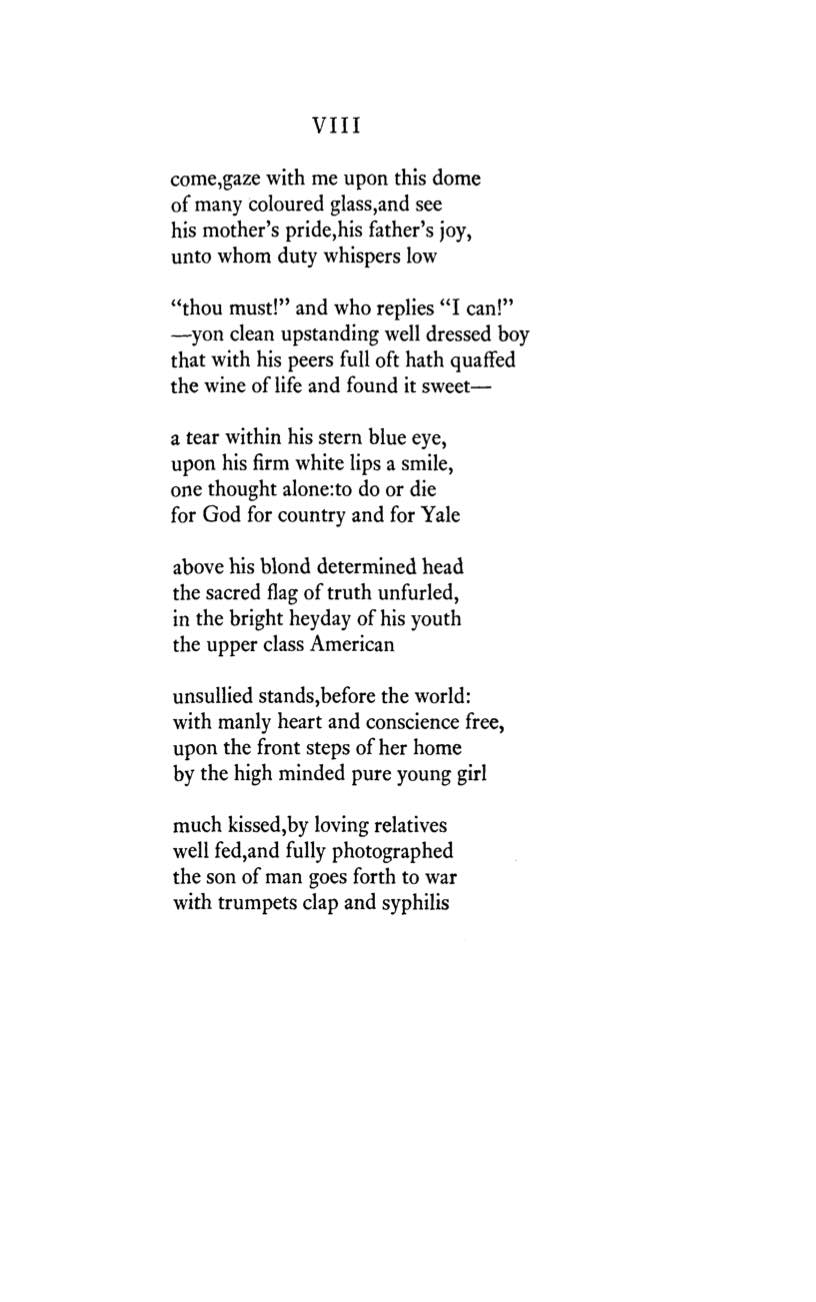 VIII
come,gaze with me upon this dome
of many coloured glass,and see
his mother’s pride,his father’s joy,
unto whom duty whispers low
“thou must!” and who replies “I can!”
—yon clean upstanding well dressed boy
that with his peers full oft hath quaffed
the wine of life and found it sweet—
a tear within his stern blue eye,
upon his firm white lips a smile,
one thought alone:to do or die
for God for country and for Yale
above his blond determined head
the sacred flag of truth unfurled,
in the bright heyday of his youth
the upper class American
unsullied stands,before the world:
with manly heart and conscience free,
upon the front steps of her home
by the high minded pure young girl
much kissed,by loving relatives
well fed,and fully photographed
the son of man goes forth to war
with trumpets clap and syphilis